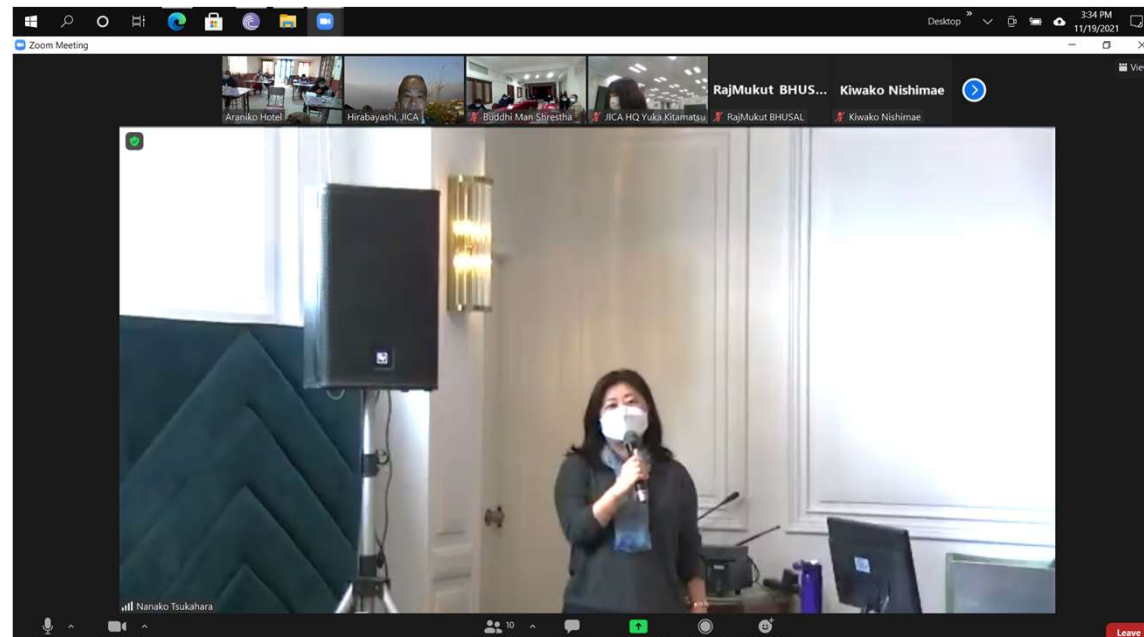 Desktop »
3:34 PM
11/19/2021
Zoom Meeting
Vie
Araniko Hotel
Hirabayashi, JICA
Buddhi Man Shrestha
JICA HQ Yuka Kitamatsu
RajMukut BHUS...
RajMukut BHUSAL
Kiwako Nishimae
Kiwako Nishimae
Nanako Tsukahara
10
Leave